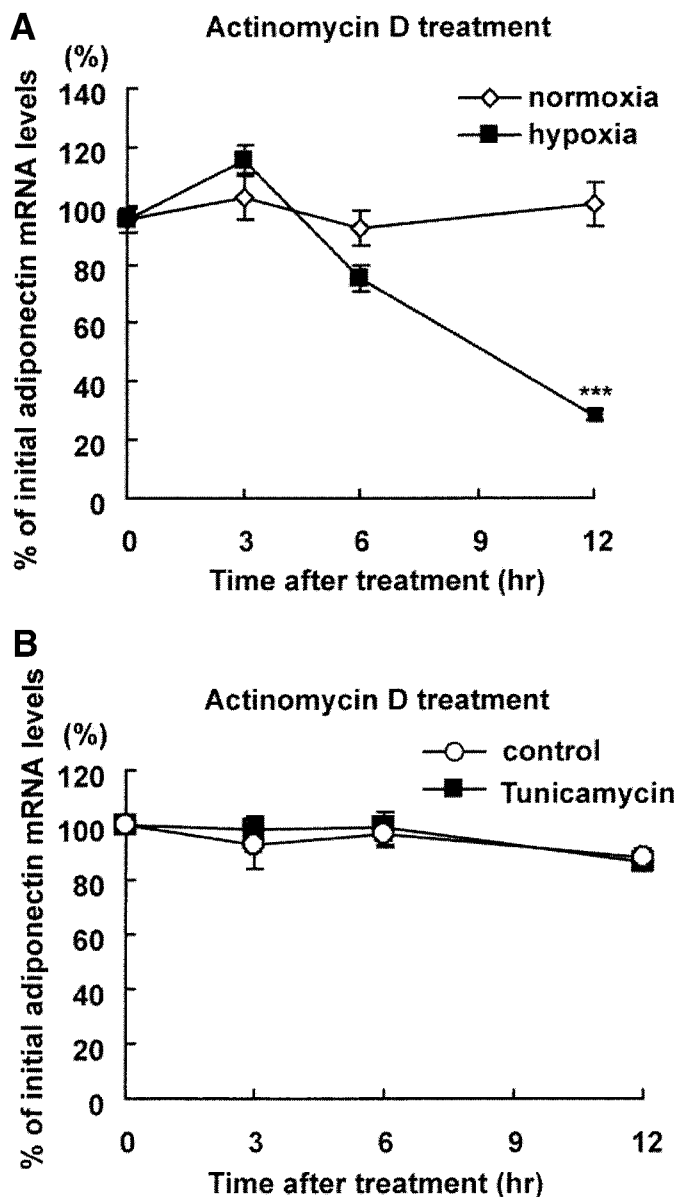 A
Actinomycin D treatment
(%)
% of initial adiponectin mRNA levels
140
120
100
80
60
40
20
0
normoxia
hypoxia
***
0 3 6 9 12
Time after treatment (hr)
B
Actinomycin D treatment
(%)
% of initial adiponectin mRNA levels
120
100
80
60
40
20
0
control
Tunicamycin
0 3 6 9 12
Time after treatment (hr)